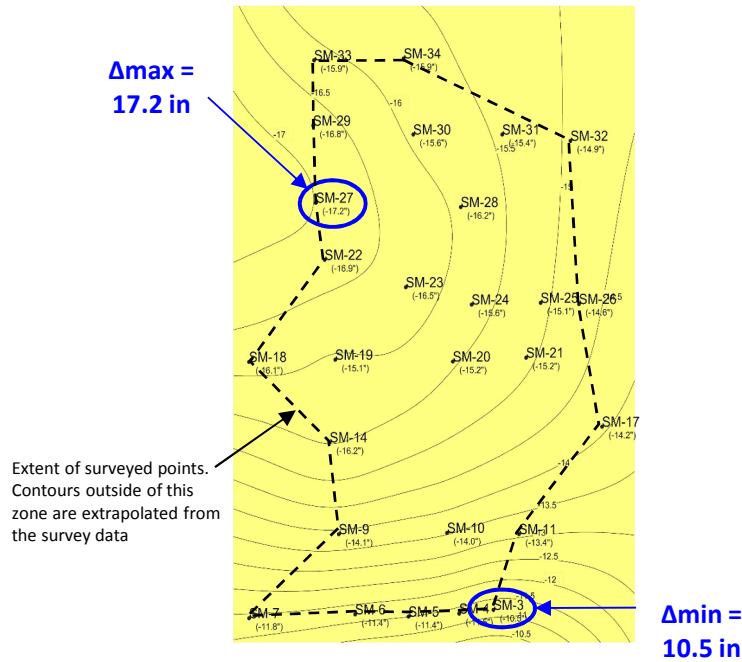 SM-33
(-15.9")
SM-34
(-15.9")
Δmax =
17.2 in
-16.5
-16
SM-29
(-16.8")
SM-30
(-15.6")
SM-31
(-15.4")
-15.5
SM-32
(-14.9")
-17
-15
SM-27
(-17.2")
SM-28
(-16.2")
SM-22
(-16.9")
SM-23
(-16.5")
SM-24
(-15.6")
SM-25
(-15.1")
SM-26
(-14.6")
SM-18
(-16.1")
SM-19
(-15.1")
SM-20
(-15.2")
SM-21
(-15.2")
SM-17
(-14.2")
SM-14
(-16.2")
Extent of surveyed points.
Contours outside of this
zone are extrapolated from
the survey data
-14
-13.5
SM-9
(-14.1")
SM-10
(-14.0")
SM-11
(-13.4")
-12.5
-12
SM-7
(-11.8")
SM-6
(-11.4")
SM-5
(-11.4")
SM-4
SM-3
-10.5
Δmin =
10.5 in